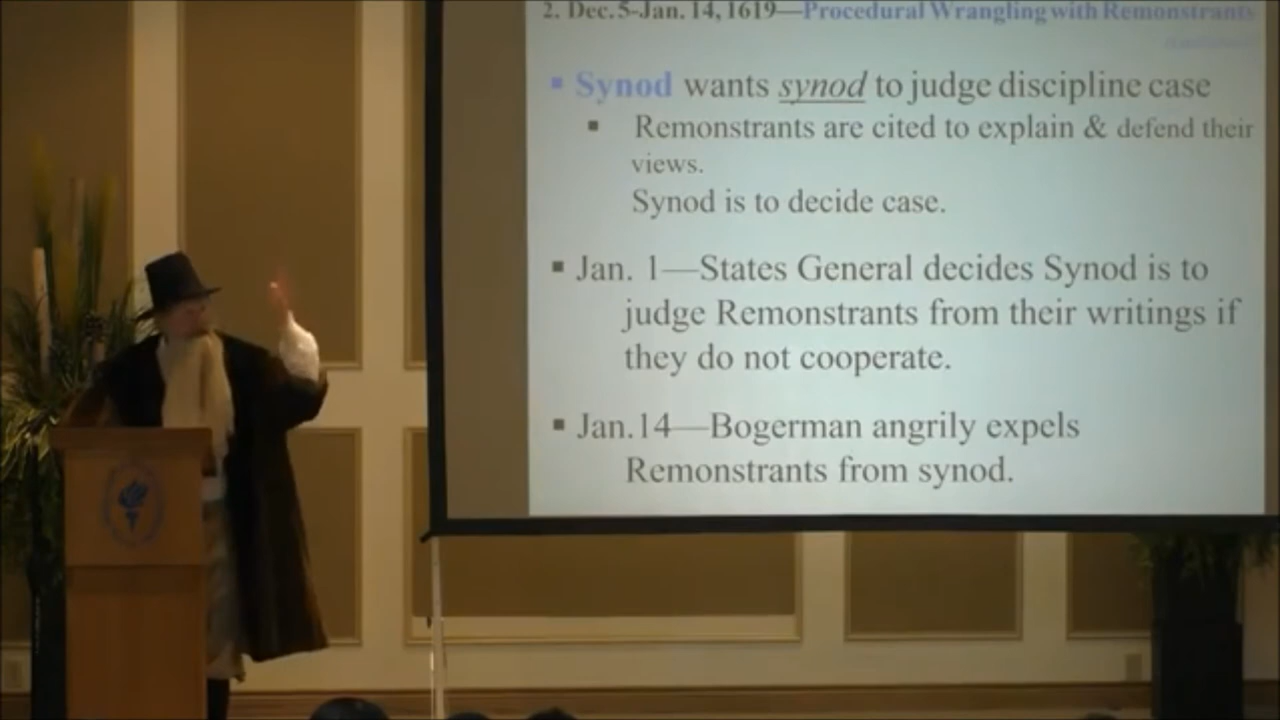 2. Dec.5-Jan. 14, 1619—Procedural Wrangling with Remonstrants
▪ Synod wants synod to judge discipline case
▪ Remonstrants are cited to explain & defend their
views.
Synod is to decide case.
▪ Jan. 1—States General decides Synod is to
judge Remonstrants from their writings if
they do not cooperate.
▪ Jan.14—Bogerman angrily expels
Remonstrants from synod.